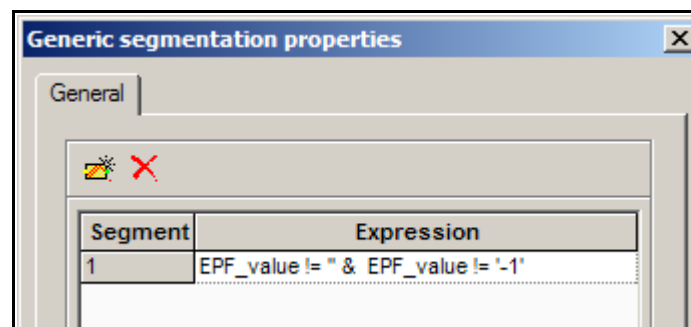 Generic segmentation properties
General
Segment Expression
1 EPF_value != '' & EPF_value != '-1'